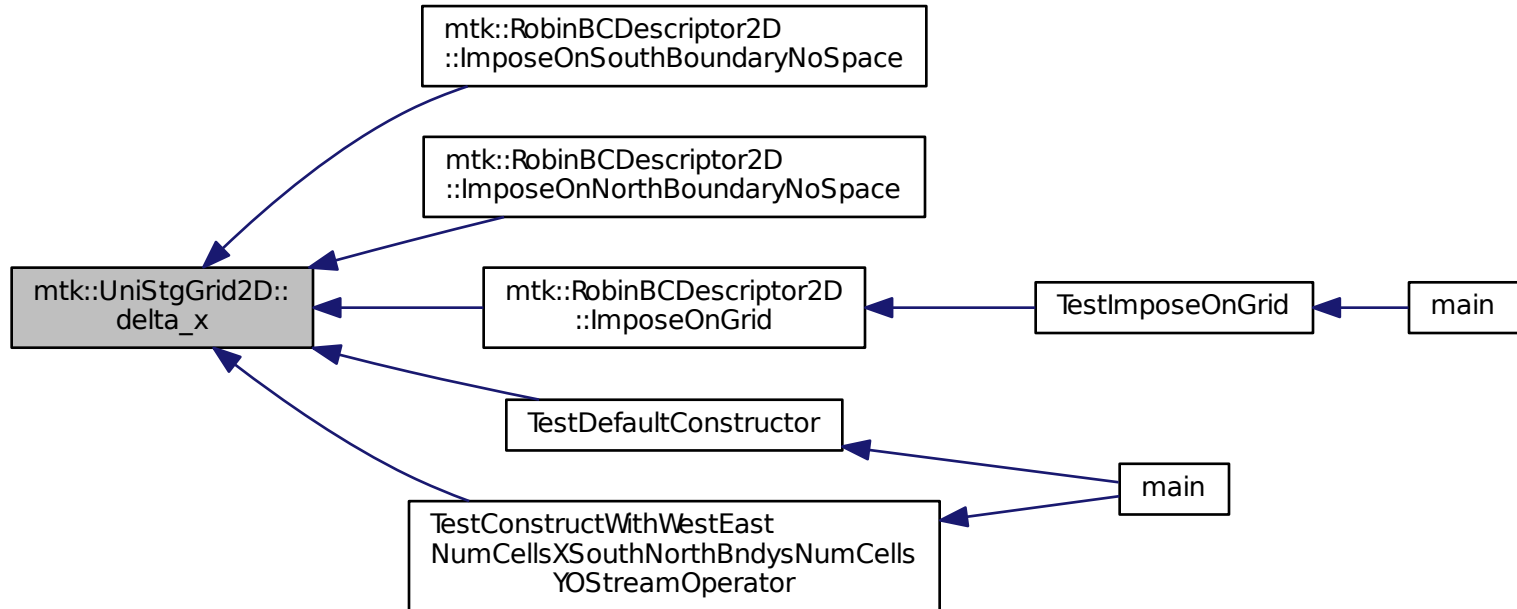 mtk::RobinBCDescriptor2D
::ImposeOnSouthBoundaryNoSpace
mtk::RobinBCDescriptor2D
::ImposeOnNorthBoundaryNoSpace
mtk::UniStgGrid2D::
delta_x
mtk::RobinBCDescriptor2D
::ImposeOnGrid
TestImposeOnGrid
main
TestDefaultConstructor
main
TestConstructWithWestEast
NumCellsXSouthNorthBndysNumCells
YOStreamOperator